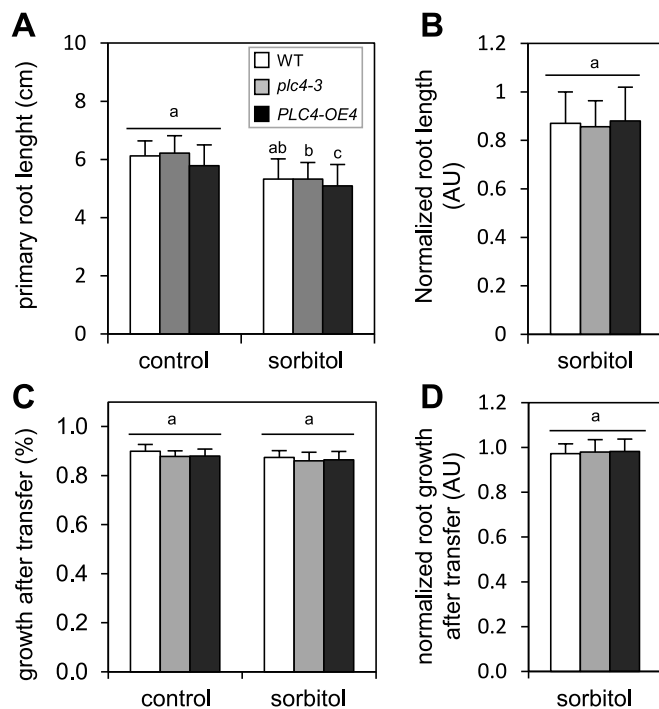 A
primary root lenght (cm)
10
8
6
4
2
0
WT
plc4-3
PLC4-OE4
a
ab
b
c
control
sorbitol
B
Normalized root length
(AU)
1.2
1
0.8
0.6
0.4
0.2
0
a
sorbitol
C
growth after transfer (%)
1.0
0.8
0.6
0.4
0.2
0.0
a
a
control
sorbitol
D
normalized root growth
after transfer (AU)
1.2
1.0
0.8
0.6
0.4
0.2
0.0
a
sorbitol